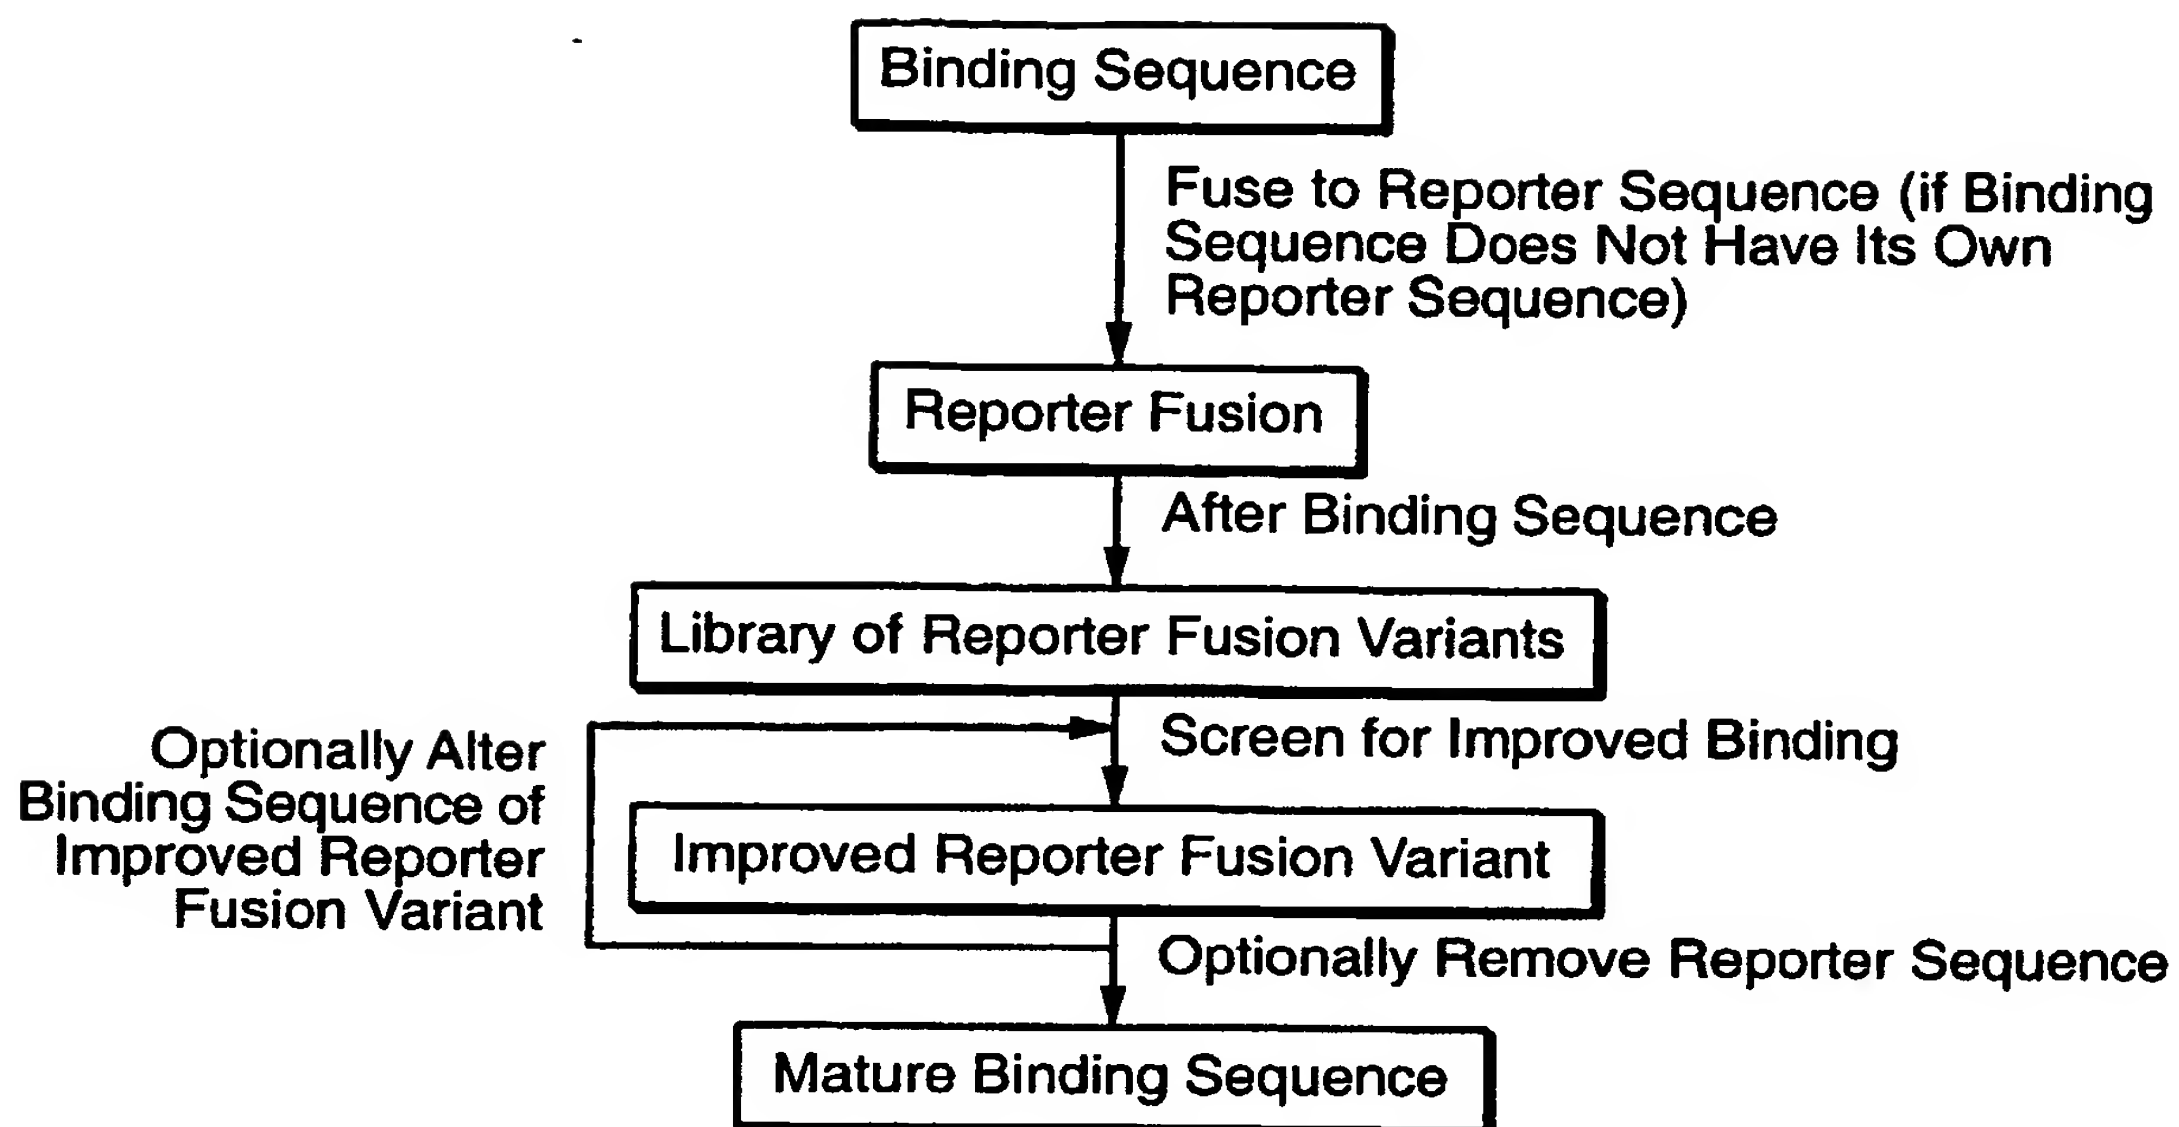 Binding Sequence
Fuse to Reporter Sequence (if Binding
Sequence Does Not Have Its Own
Reporter Sequence)
Reporter Fusion
After Binding Sequence
Library of Reporter Fusion Variants
Screen for Improved Binding
Optionally Alter
Binding Sequence of
Improved Reporter
Fusion Variant
Improved Reporter Fusion Variant
Optionally Remove Reporter Sequence
Mature Binding Sequence